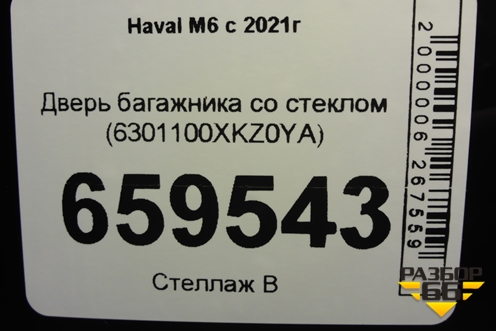 Haval M6 с 2021г
Дверь багажника со стеклом
(6301100XKZ0YA)
659543
Стеллаж В
2000006267559
РАЗБОР
66